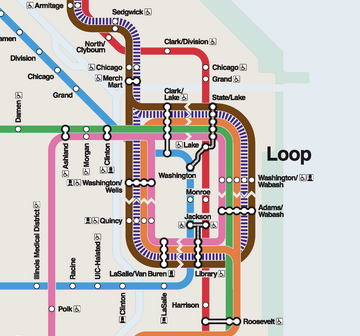 Armitage
Sedgwick
North/
Clybourn
Clark/Division
Division
Chicago
Chicago
Chicago
Grand
Merch
Mart
Grand
Clark/
Lake
State/Lake
Damen
Ashland
Morgan
Clinton
Lake
Loop
Washington
Washington/
Wells
Washington/
Wabash
Monroe
Adams/
Wabash
Quincy
Jackson
Illinois Medical District
Racine
UIC-Halsted
LaSalle/Van Buren
Library
Clinton
LaSalle
Harrison
Polk
Roosevelt